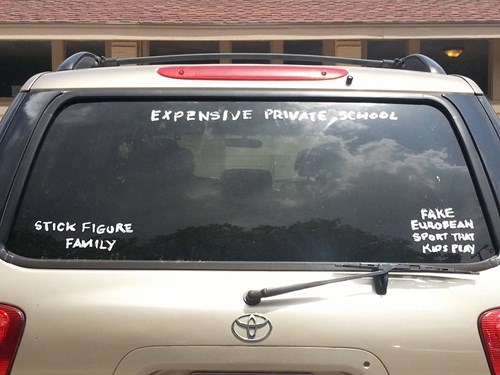 EXPENSIVE PRIVATE SCHOOL
STICK FIGURE
FAMILY
FAKE
EUROPEAN
SPORT THAT
KIDS PLAY